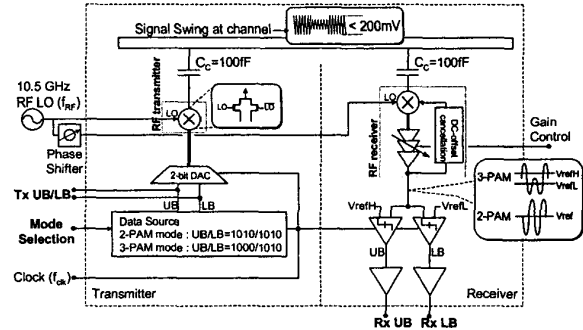 Signal Swing at channel
< 200mV
C_C=100fF
C_C=100fF
10.5 GHz
RF LO (f_RF)
LO
LO
LO
LO
RF transmitter
RF receiver
DC-offset cancellation
Gain
Control
Phase
Shifter
2-bit DAC
Tx UB/LB
UB
LB
3-PAM
VrefH
VrefL
2-PAM
Vref
VrefH
VrefL
Mode
Selection
Data Source
2-PAM mode : UB/LB=1010/1010
3-PAM mode : UB/LB=1000/1010
UB
LB
Clock (f_clk)
Transmitter
Receiver
Rx UB
Rx LB